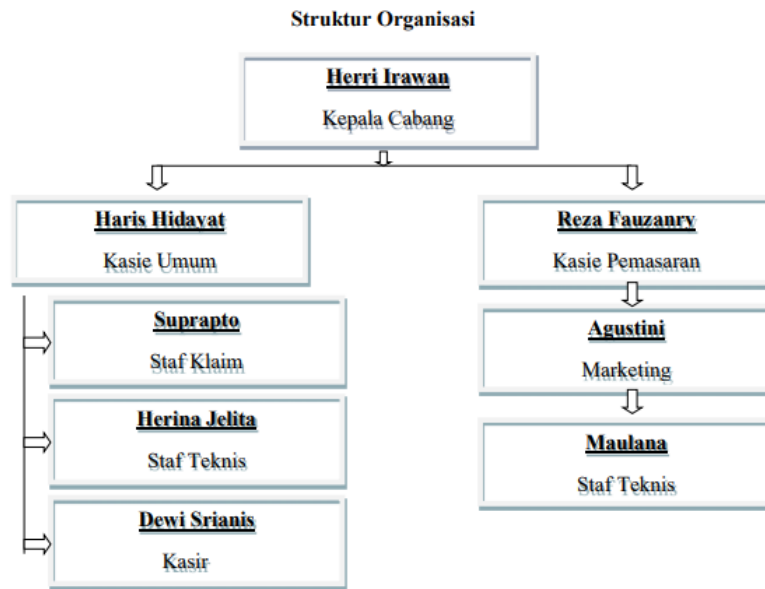 Struktur Organisasi
Herri Irawan
Kepala Cabang
Haris Hidayat
Kasie Umum
Reza Fauzanry
Kasie Pemasaran
Suprapto
Staf Klaim
Agustini
Marketing
Herina Jelita
Staf Teknis
Maulana
Staf Teknis
Dewi Srianis
Kasir